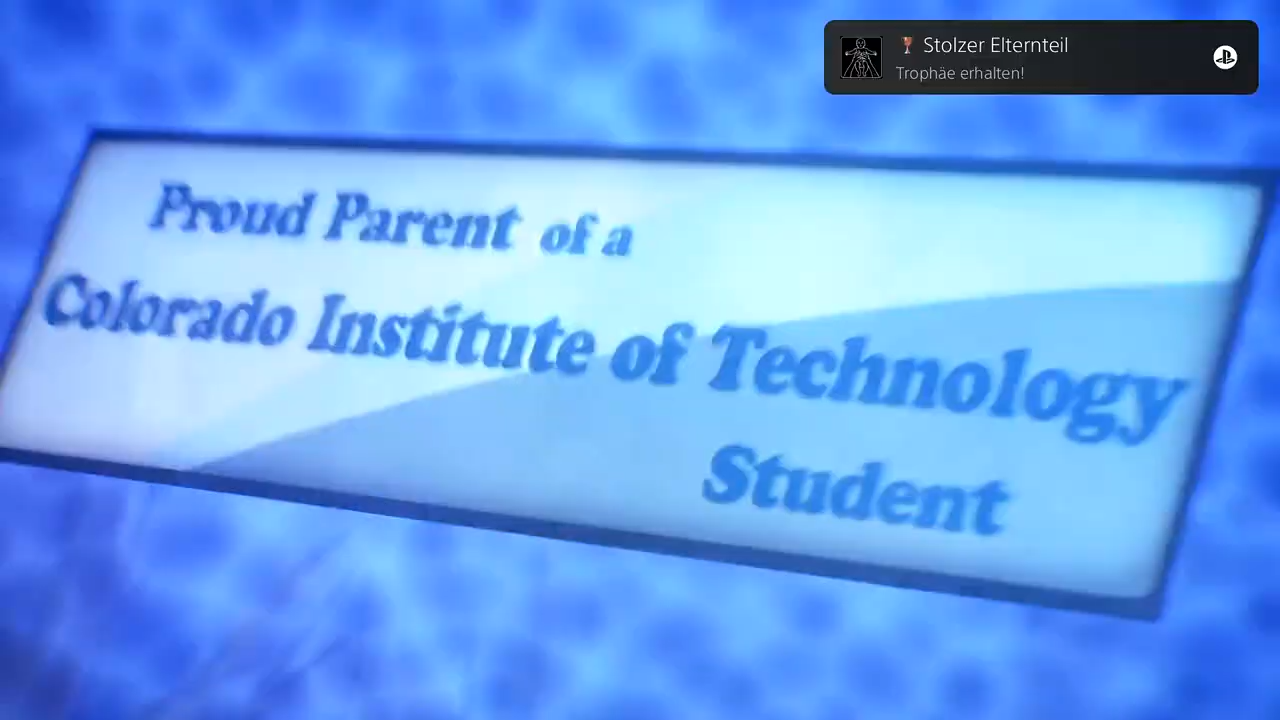 Stolzer Elternteil
Trophäe erhalten!
Proud Parent of a
Colorado Institute of Technology
Student